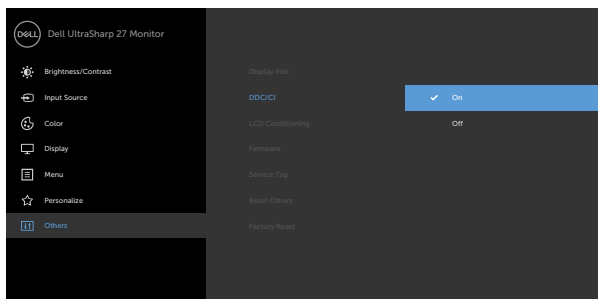 DELL
Dell UltraSharp 27 Monitor
Brightness/Contrast
Display Info
Input Source
DDC/CI
On
Color
LCD Conditioning
Off
Display
Firmware
Menu
Service Tag
Personalize
Reset Others
Others
Factory Reset